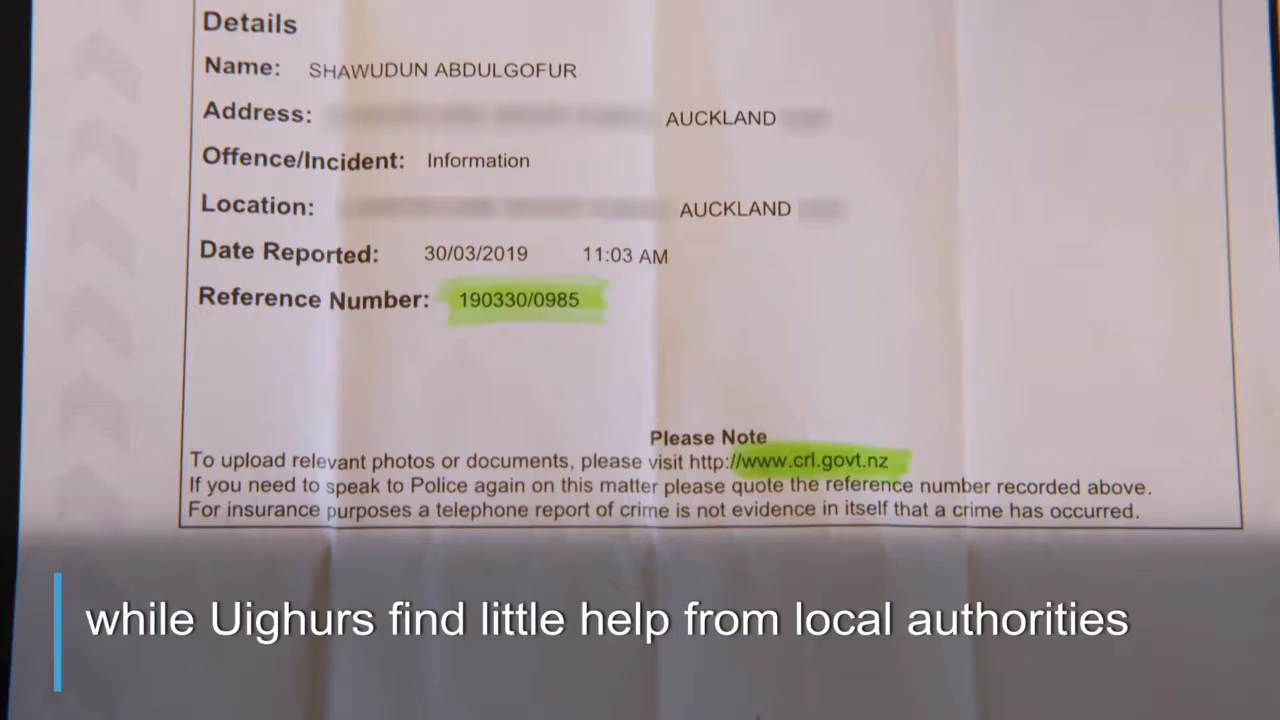 Details
Name: SHAWUDUN ABDULGOFUR
Address: AUCKLAND
Offence/Incident: Information
Location: AUCKLAND
Date Reported: 30/03/2019 11:03 AM
Reference Number: 190330/0985
Please Note
To upload relevant photos or documents, please visit http://www.crl.govt.nz
If you need to speak to Police again on this matter please quote the reference number recorded above.
For insurance purposes a telephone report of crime is not evidence in itself that a crime has occurred.
while Uighurs find little help from local authorities